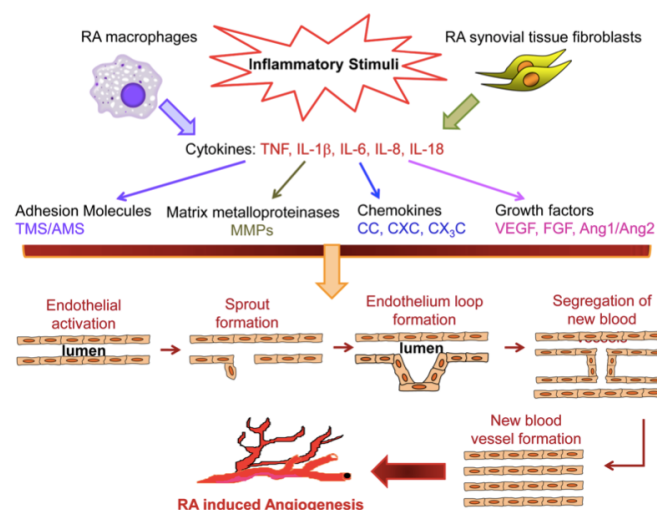 RA macrophages
Inflammatory Stimuli
RA synovial tissue fibroblasts
Cytokines: TNF, IL-1β, IL-6, IL-8, IL-18
Adhesion Molecules
TMS/AMS
Matrix metalloproteinases
MMPs
Chemokines
CC, CXC, CX₃C
Growth factors
VEGF, FGF, Ang1/Ang2
Endothelial
activation
lumen
Sprout
formation
Endothelium loop
formation
lumen
Segregation of
new blood
New blood
vessel formation
RA induced Angiogenesis